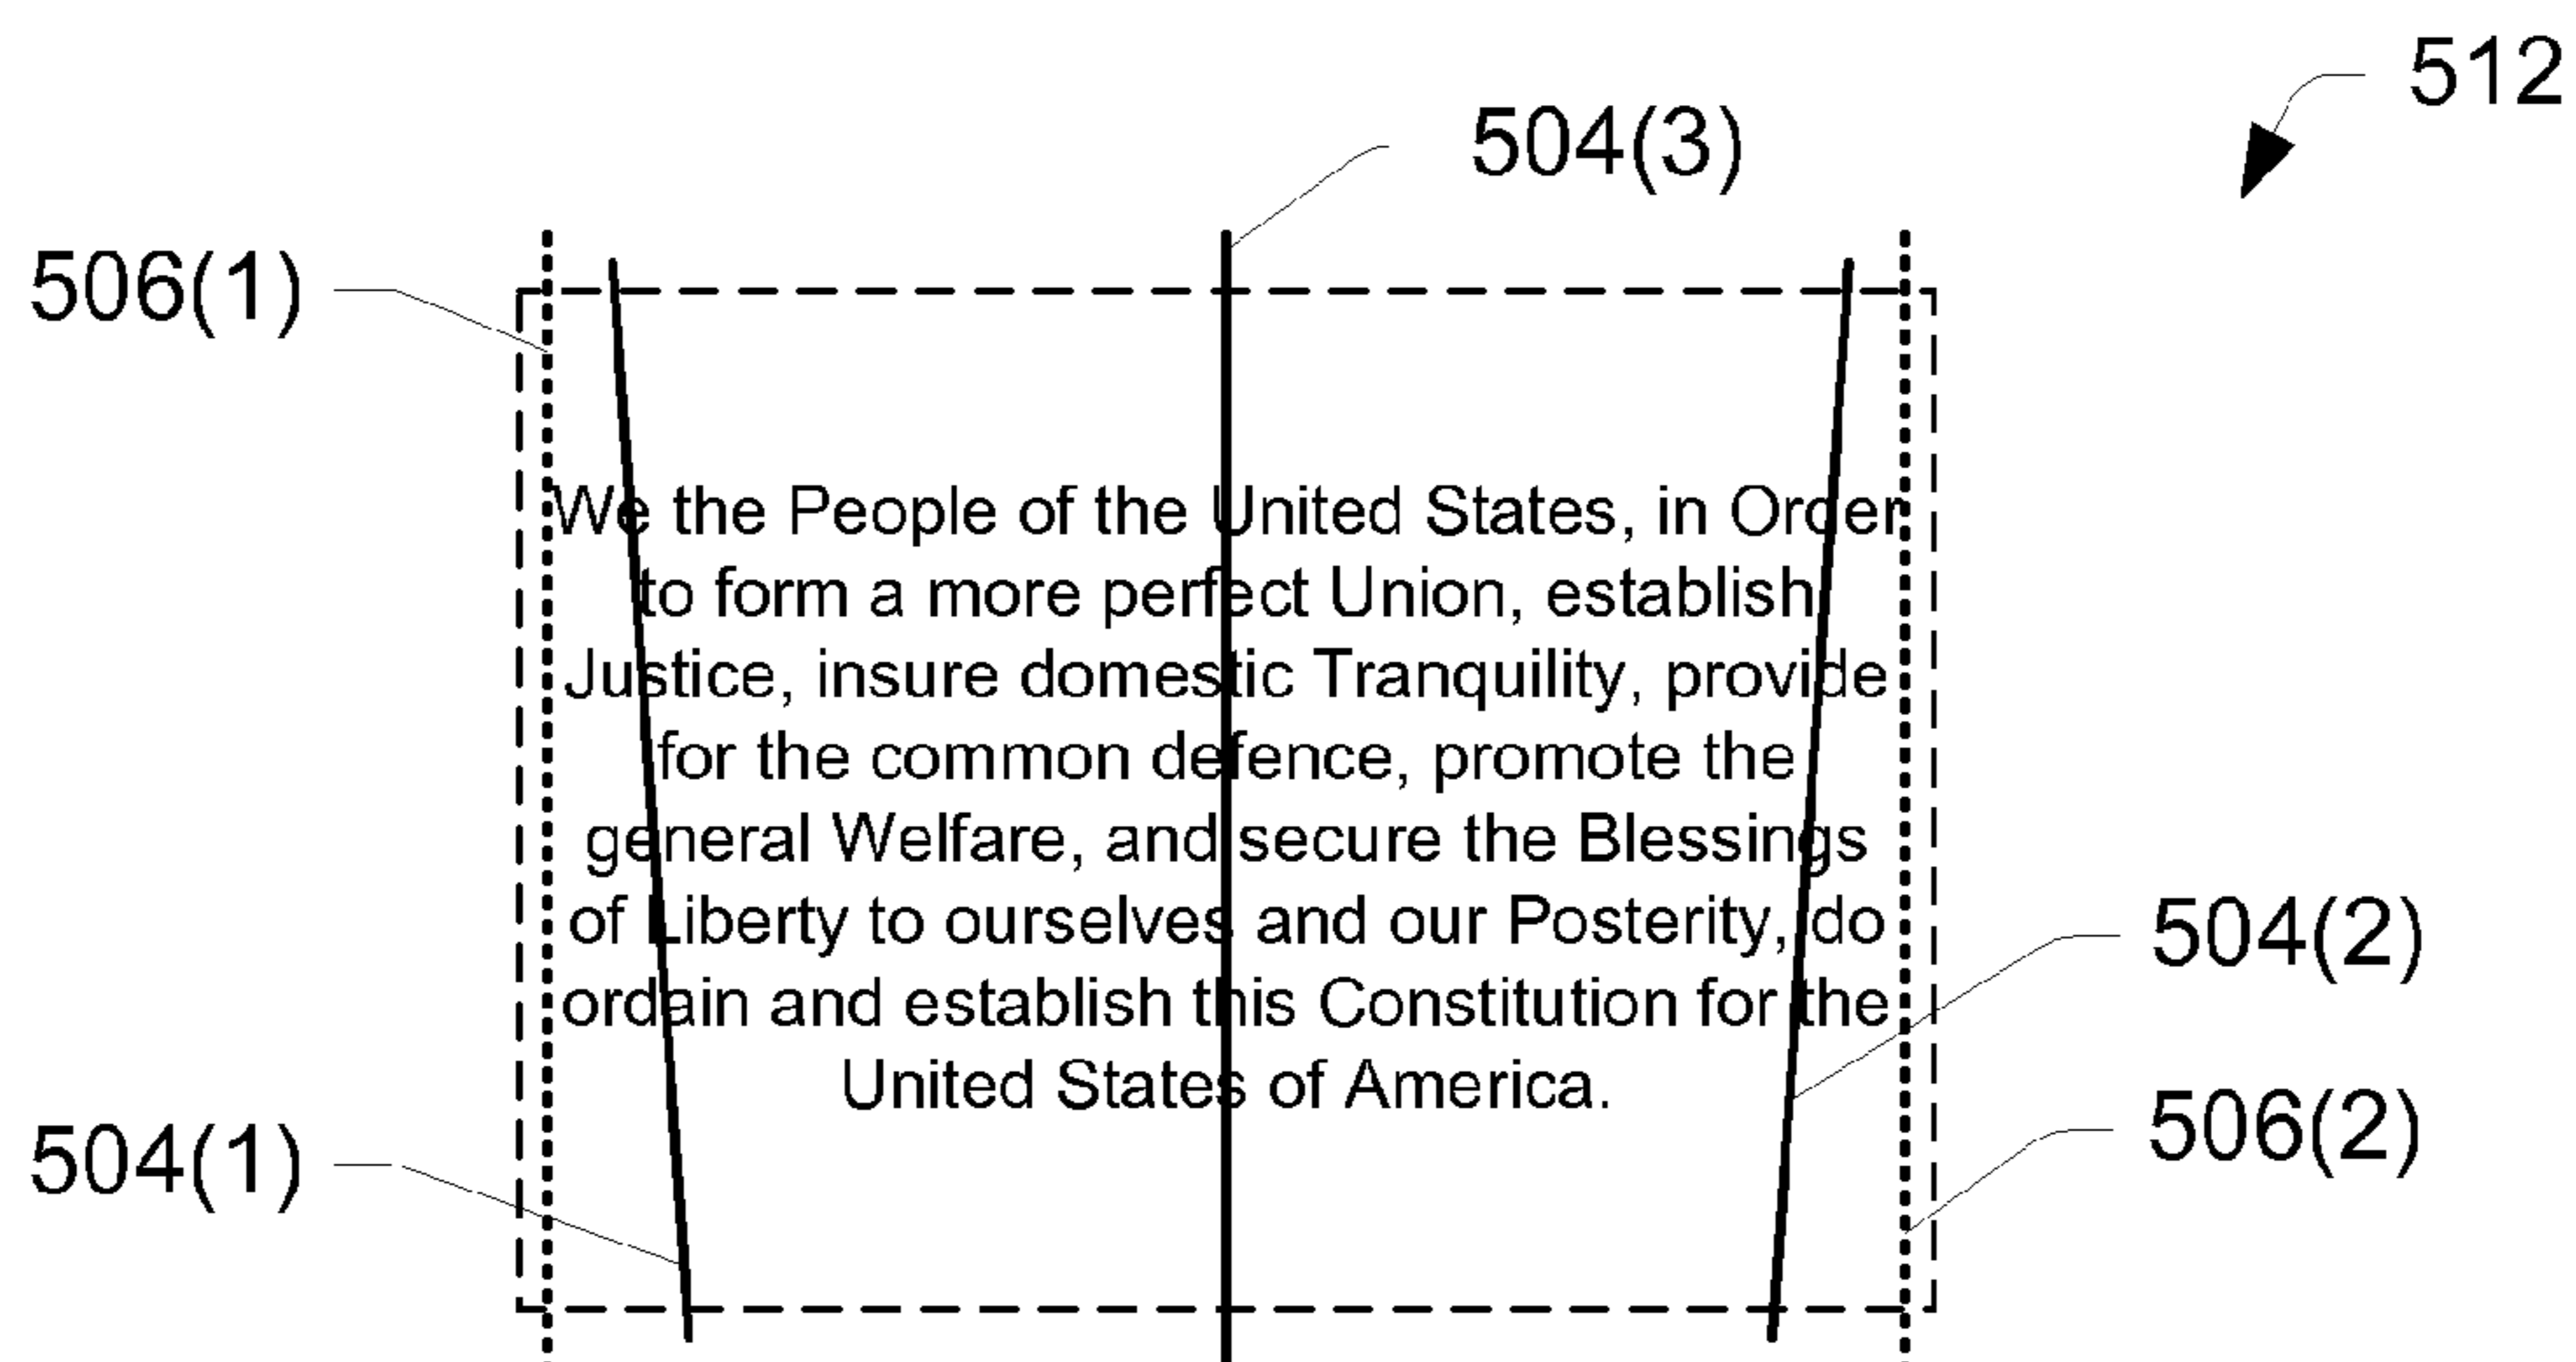 512
504(3)
506(1)
We the People of the United States, in Order
to form a more perfect Union, establish
Justice, insure domestic Tranquility, provide
for the common defence, promote the
general Welfare, and secure the Blessings
of Liberty to ourselves and our Posterity, do
ordain and establish this Constitution for the
United States of America.
504(2)
506(2)
504(1)